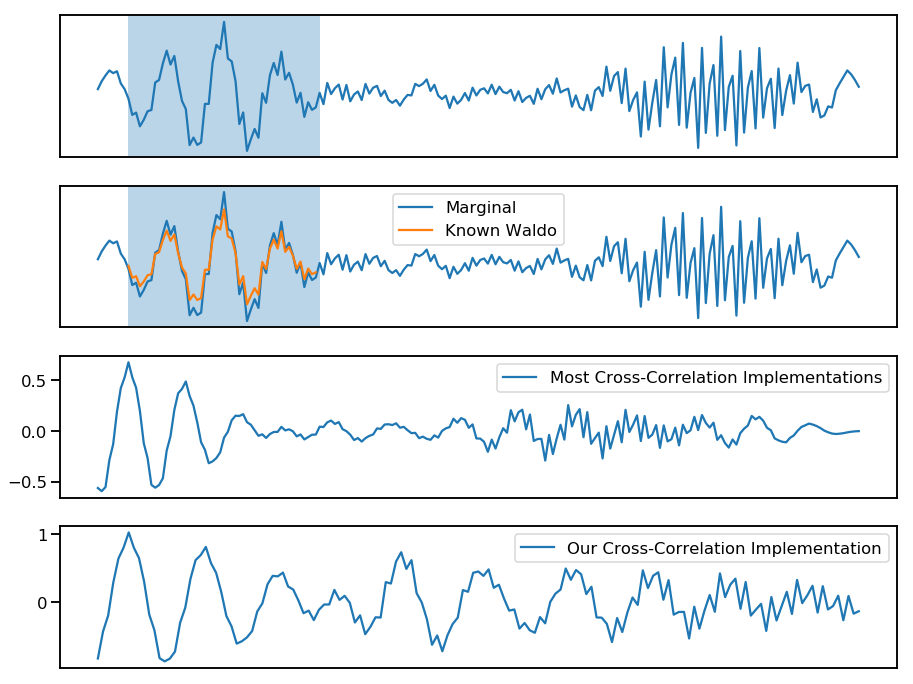 Marginal
Known Waldo
0.5
0.0
−0.5
Most Cross-Correlation Implementations
1
0
Our Cross-Correlation Implementation